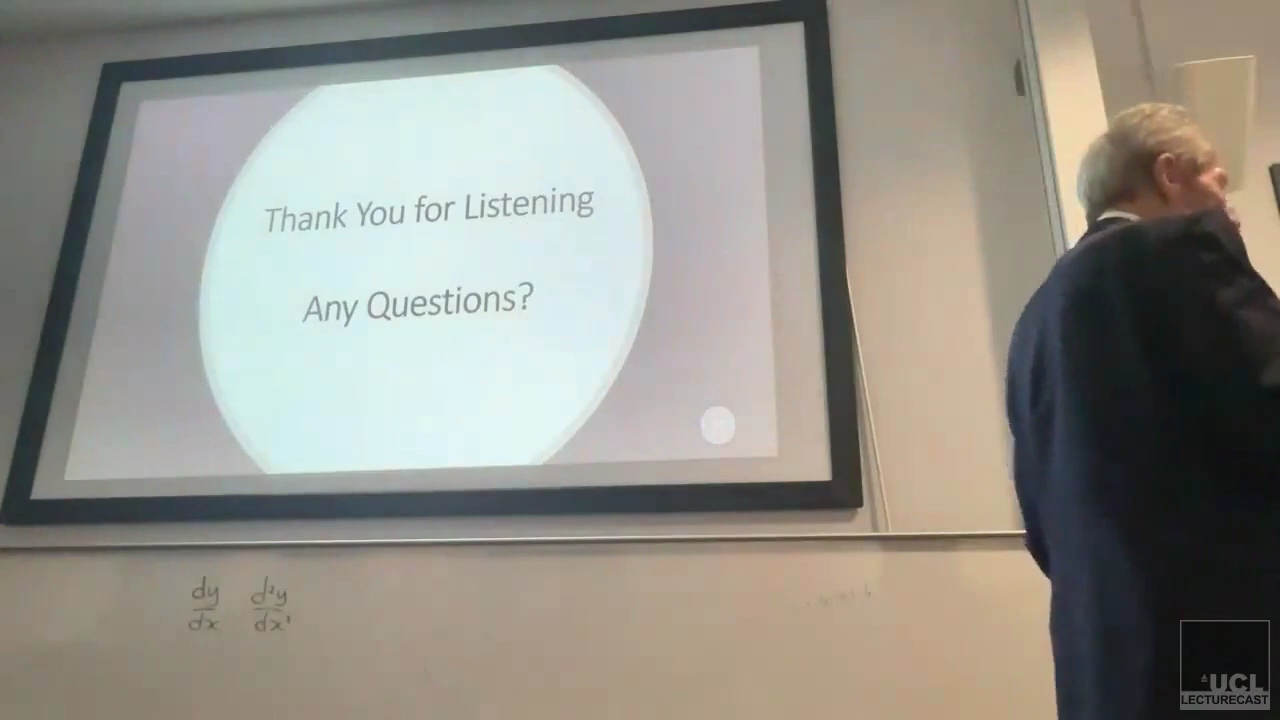 Thank You for Listening
Any Questions?
dy d²y
dx dx²
UCL
LECTURECAST